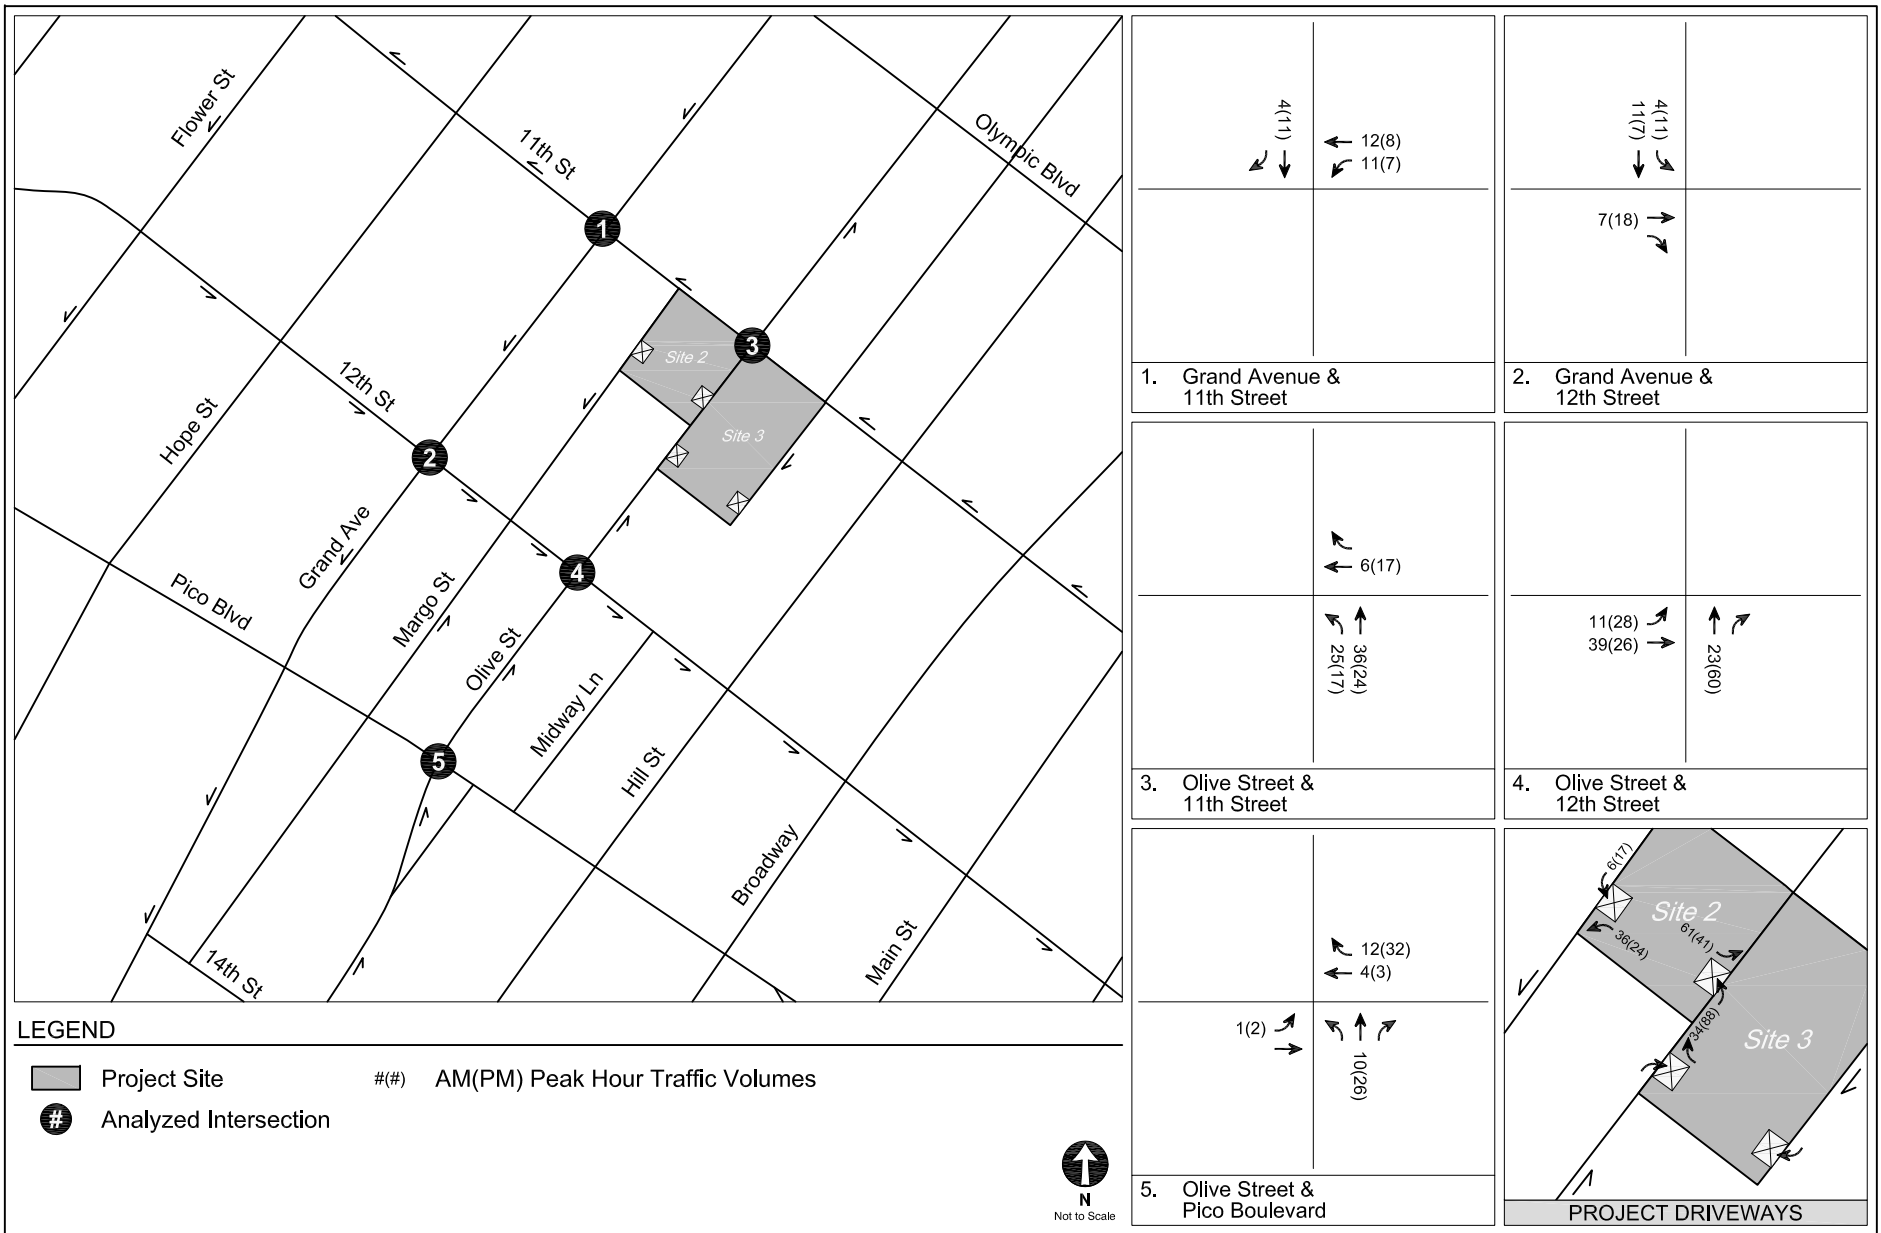 Flower St
11th St
Olympic Blvd
1
Site 2
3
12th St
Hope St
Site 3
2
Grand Ave
4
Pico Blvd
Margo St
Olive St
Midway Ln
5
Hill St
Broadway
Main St
14th St
LEGEND
Project Site
#(#) AM(PM) Peak Hour Traffic Volumes
# Analyzed Intersection
N
Not to Scale
4(11)
12(8)
11(7)
1. Grand Avenue &
11th Street
4(11)
11(7)
7(18)
2. Grand Avenue &
12th Street
6(17)
36(24)
25(17)
3. Olive Street &
11th Street
11(28)
39(26)
23(60)
4. Olive Street &
12th Street
12(32)
4(3)
1(2)
10(26)
5. Olive Street &
Pico Boulevard
6(17)
Site 2
36(24)
61(41)
34(88)
Site 3
PROJECT DRIVEWAYS